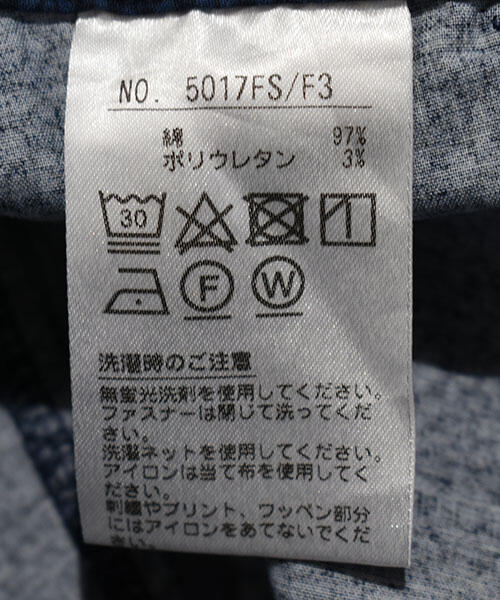 NO. 5017FS/F3
綿 97%
ポリウレタン 3%
30
F W
洗濯時のご注意
無蛍光洗剤を使用してください。
ファスナーは閉じて洗ってくだ
さい。
洗濯ネットを使用してください。
アイロンは当て布を使用してく
ださい。
刺繍やプリント、ワッペン部分
にはアイロンをあてないでくだ
さい。